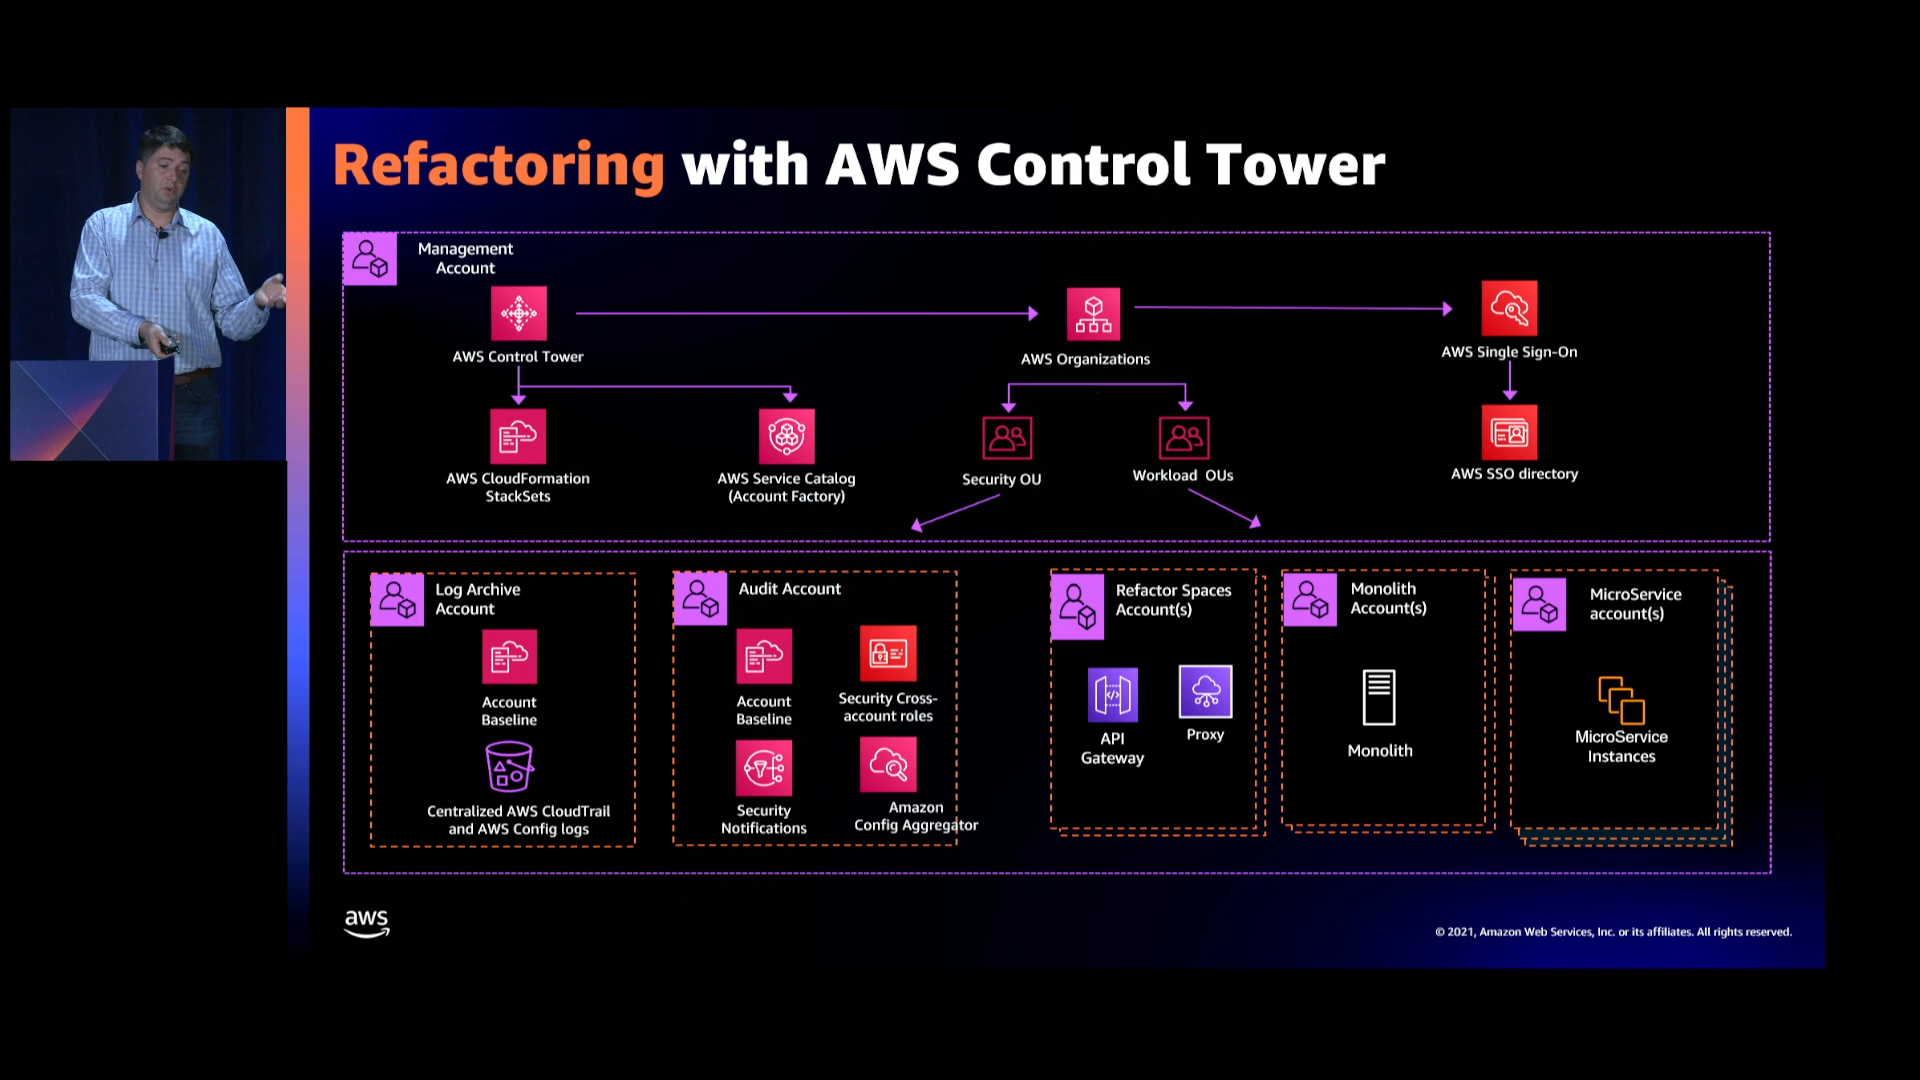 Refactoring with AWS Control Tower
Management
Account
AWS Control Tower
AWS Organizations
AWS Single Sign-On
AWS CloudFormation
StackSets
AWS Service Catalog
(Account Factory)
Security OU
Workload OUs
AWS SSO directory
Log Archive
Account
Account
Baseline
Centralized AWS CloudTrail
and AWS Config logs
Audit Account
Account
Baseline
Security Cross-
account roles
Security
Notifications
Amazon
Config Aggregator
Refactor Spaces
Account(s)
API
Gateway
Proxy
Monolith
Account(s)
Monolith
MicroService
account(s)
MicroService
Instances
aws
© 2021, Amazon Web Services, Inc. or its affiliates. All rights reserved.